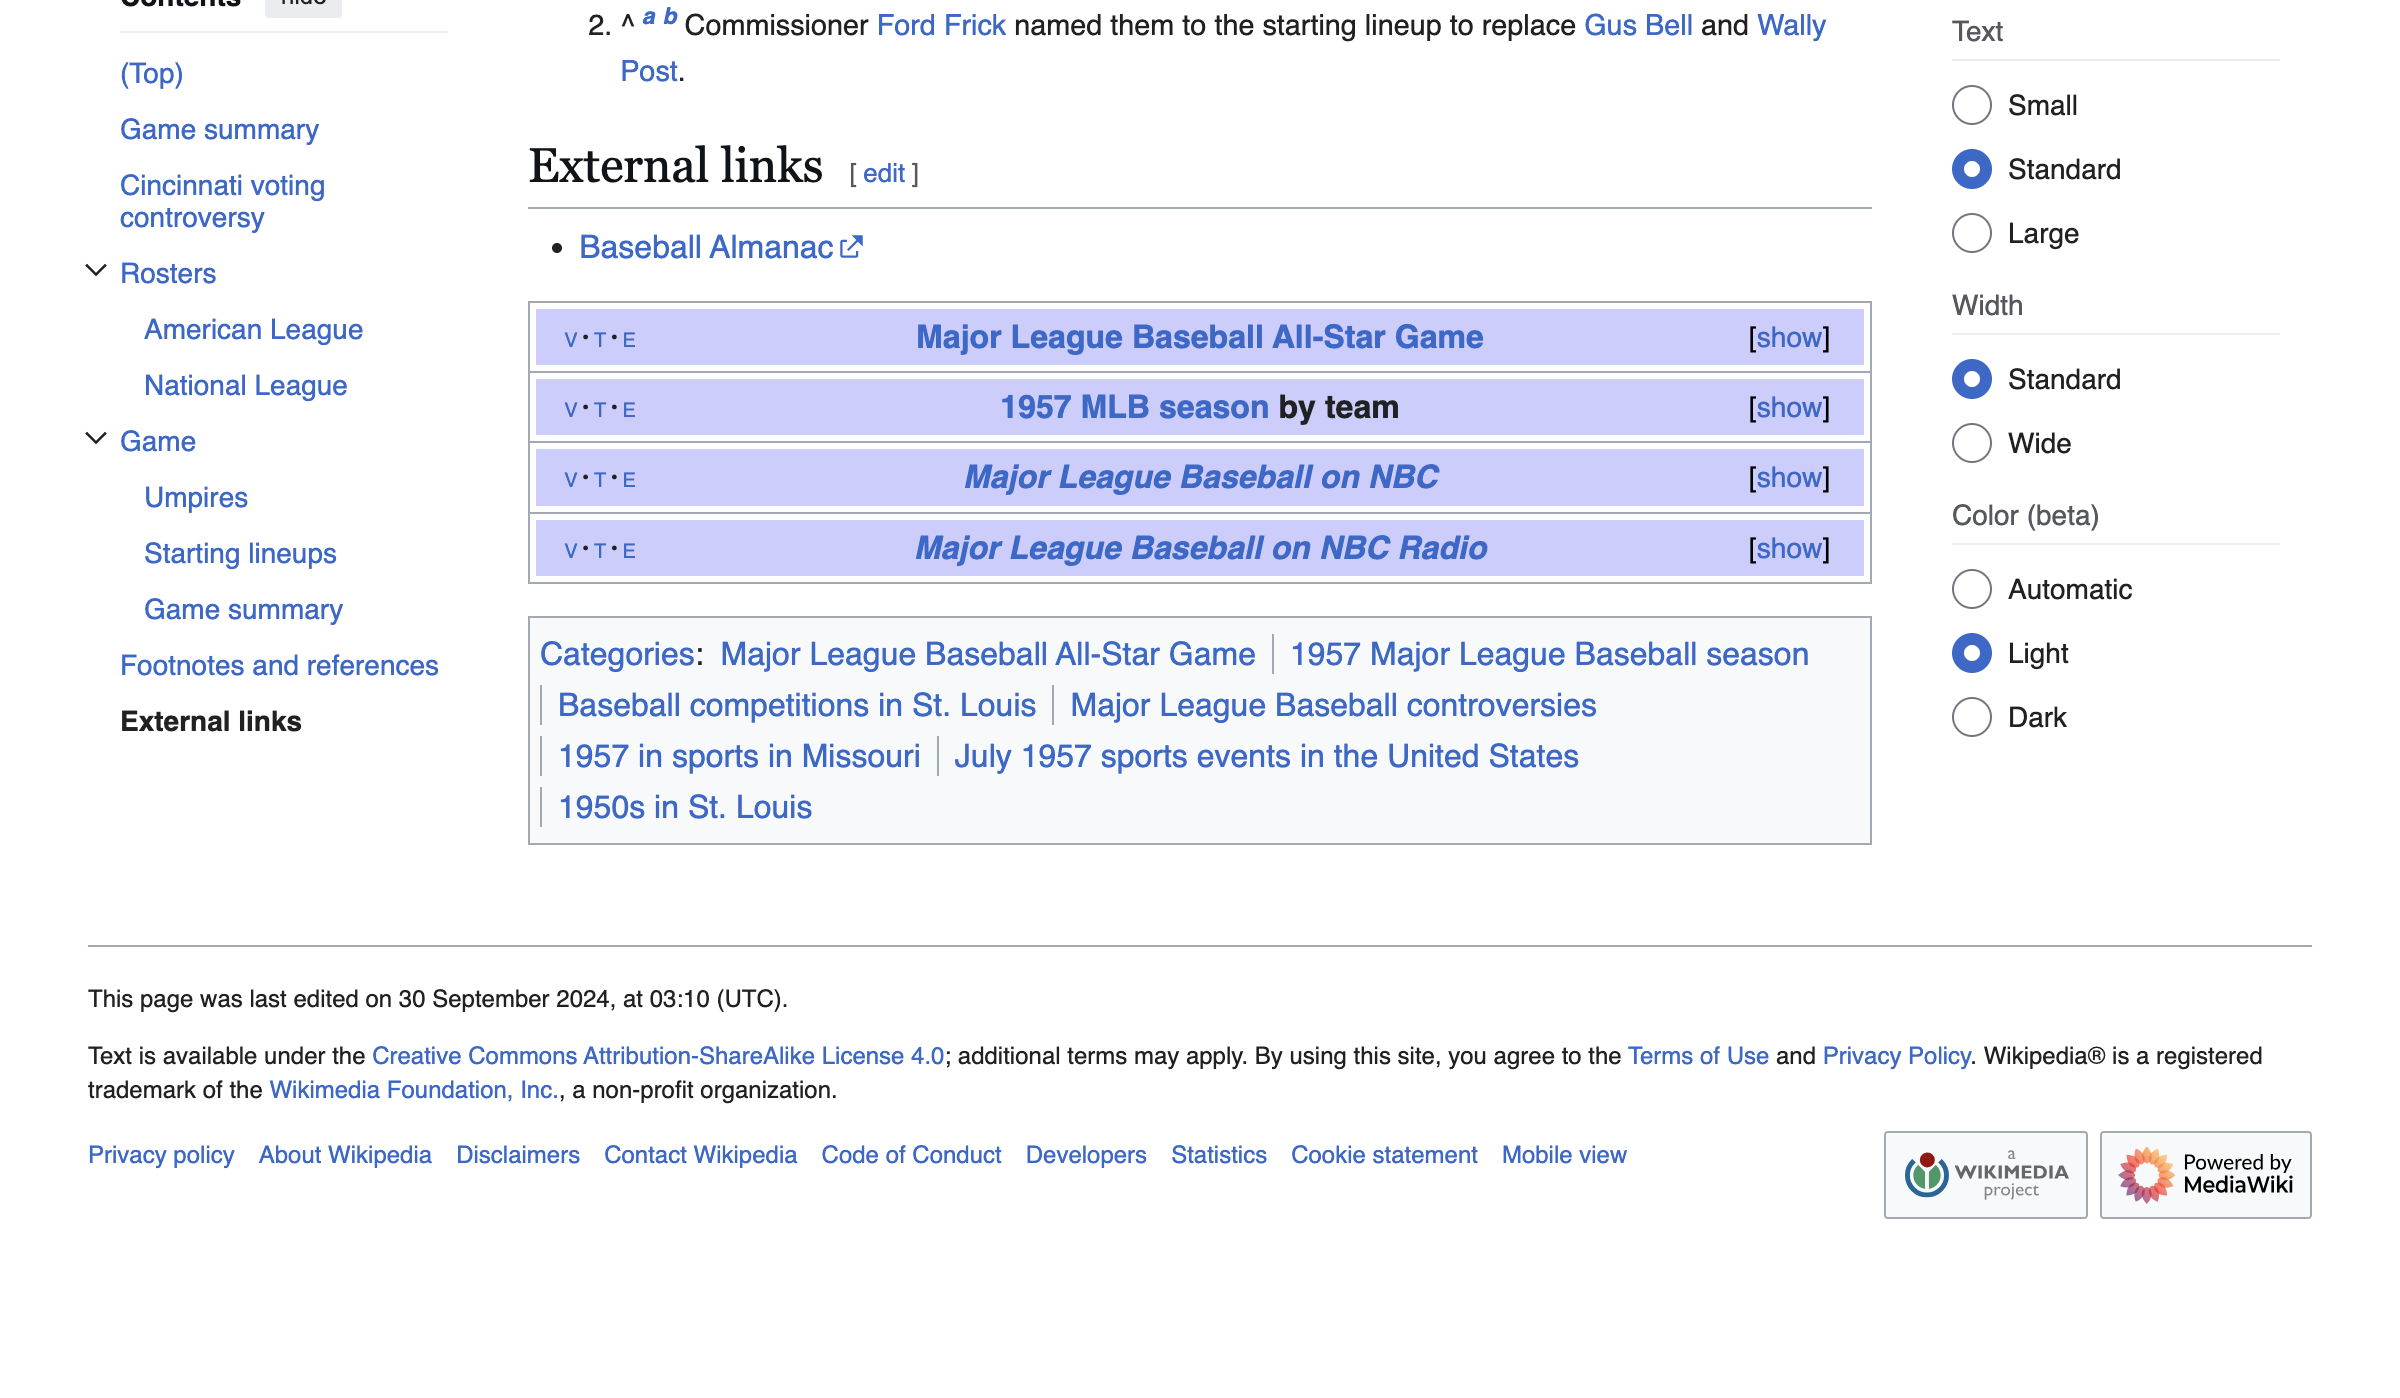 Contents hide
(Top)
Game summary
Cincinnati voting
controversy
Rosters
American League
National League
Game
Umpires
Starting lineups
Game summary
Footnotes and references
External links
2. ^ a b Commissioner Ford Frick named them to the starting lineup to replace Gus Bell and Wally
Post.
External links [ edit ]
• Baseball Almanac
V • T • E Major League Baseball All-Star Game [show]
V • T • E 1957 MLB season by team [show]
V • T • E Major League Baseball on NBC [show]
V • T • E Major League Baseball on NBC Radio [show]
Categories: Major League Baseball All-Star Game | 1957 Major League Baseball season
| Baseball competitions in St. Louis | Major League Baseball controversies
| 1957 in sports in Missouri | July 1957 sports events in the United States
| 1950s in St. Louis
Text
Small
Standard
Large
Width
Standard
Wide
Color (beta)
Automatic
Light
Dark
This page was last edited on 30 September 2024, at 03:10 (UTC).
Text is available under the Creative Commons Attribution-ShareAlike License 4.0; additional terms may apply. By using this site, you agree to the Terms of Use and Privacy Policy. Wikipedia® is a registered
trademark of the Wikimedia Foundation, Inc., a non-profit organization.
Privacy policy About Wikipedia Disclaimers Contact Wikipedia Code of Conduct Developers Statistics Cookie statement Mobile view
a
WIKIMEDIA
project
Powered by
MediaWiki